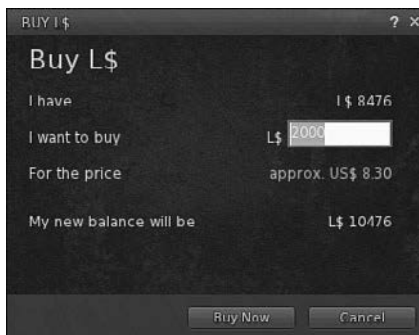 BUY L$ ? ×
Buy L$
I have L$ 8476
I want to buy L$ 2000
For the price approx. US$ 8.30
My new balance will be L$ 10476
Buy Now Cancel